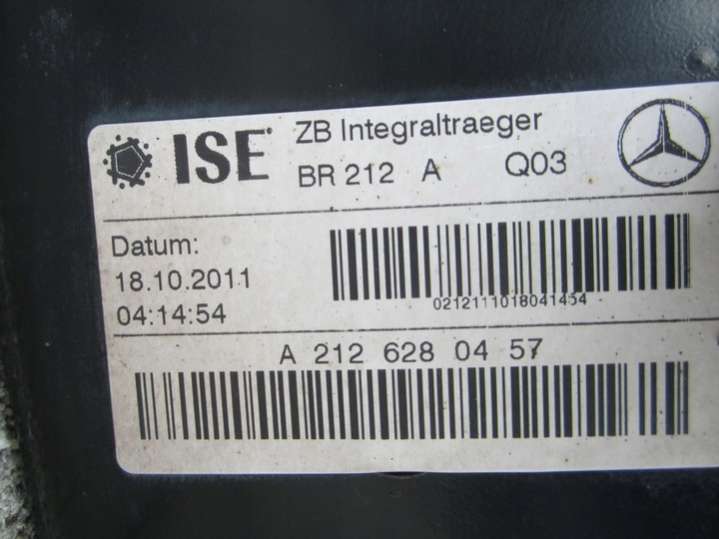 ISE
ZB Integraltraeger
BR 212 A Q03
Datum:
18.10.2011
04:14:54
0212111018041454
A 212 628 04 57